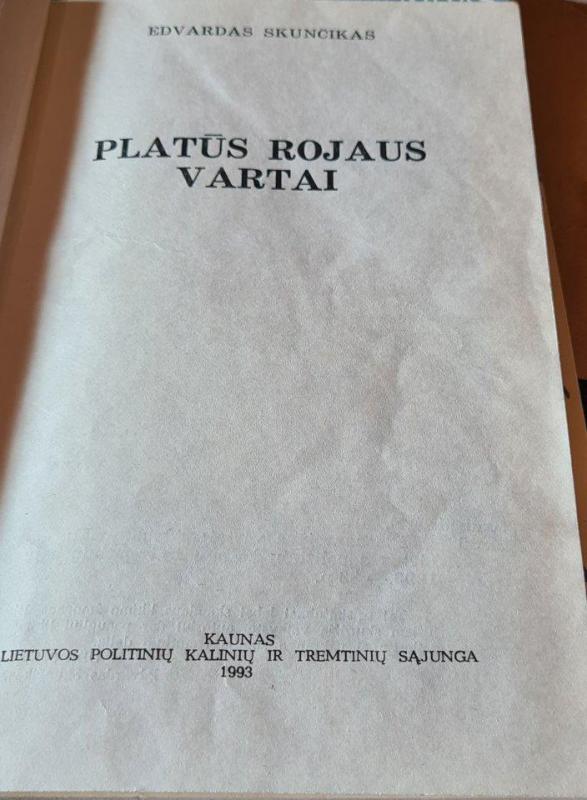 EDVARDAS SKUNČIKAS
PLATŪS ROJAUS
VARTAI
KAUNAS
LIETUVOS POLITINIŲ KALINIŲ IR TREMTINIŲ SĄJUNGA
1993